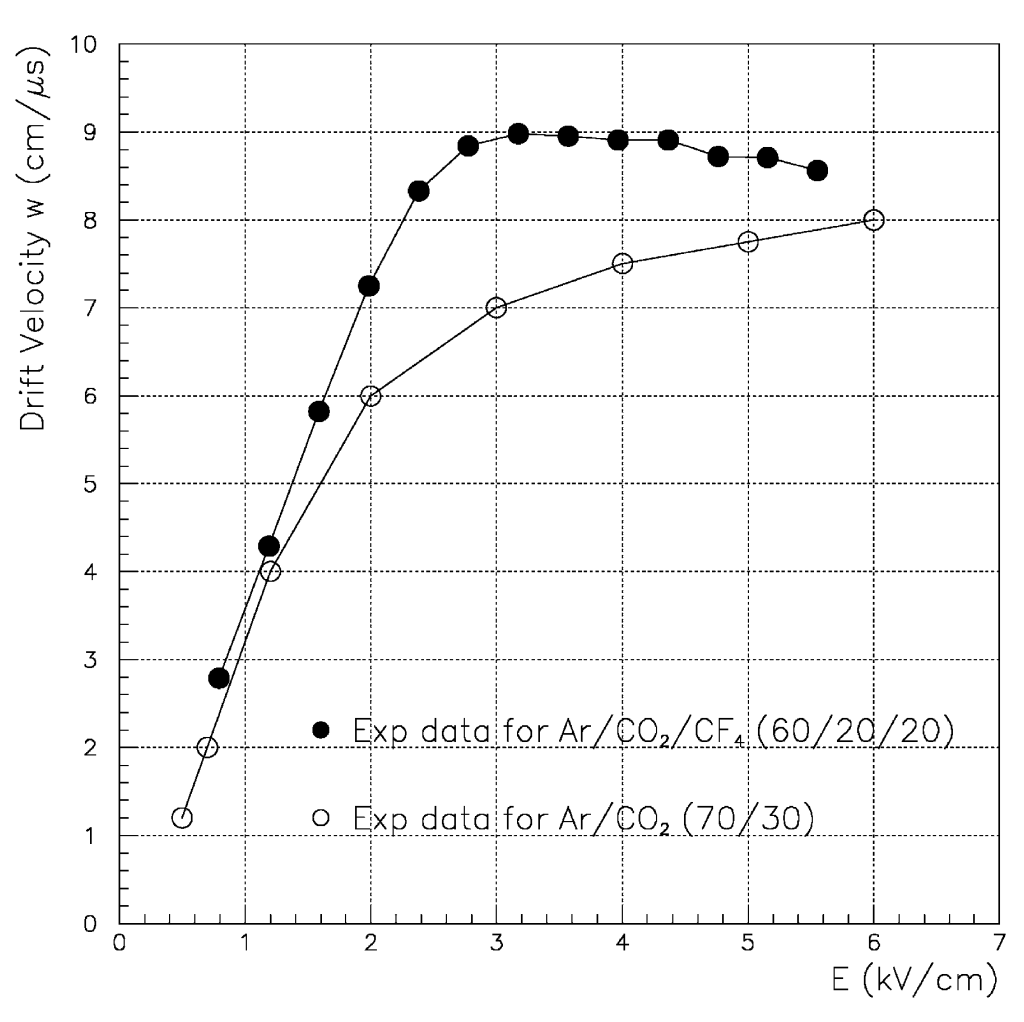 Drift Velocity w (cm/μs)
10
9
8
7
6
5
4
3
2
1
0
Exp data for Ar/CO₂/CF₄ (60/20/20)
Exp data for Ar/CO₂ (70/30)
0 1 2 3 4 5 6 7
E (kV/cm)